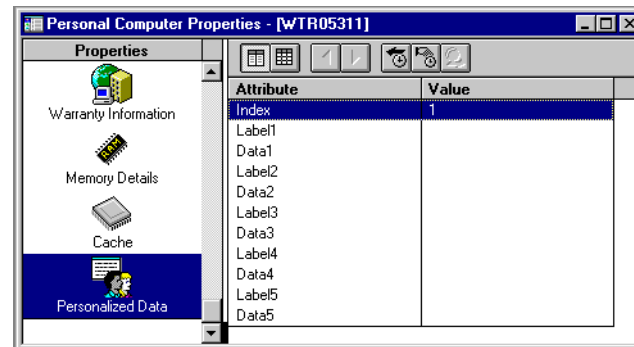 Personal Computer Properties - [WTR05311]
Properties
Warranty Information
RAM
Memory Details
Cache
Personalized Data
Attribute Value
Index 1
Label1
Data1
Label2
Data2
Label3
Data3
Label4
Data4
Label5
Data5